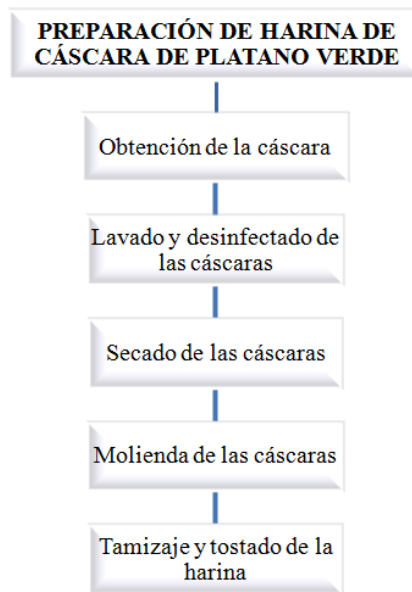 PREPARACIÓN DE HARINA DE
CÁSCARA DE PLATANO VERDE
Obtención de la cáscara
Lavado y desinfectado de
las cáscaras
Secado de las cáscaras
Molienda de las cáscaras
Tamizaje y tostado de la
harina